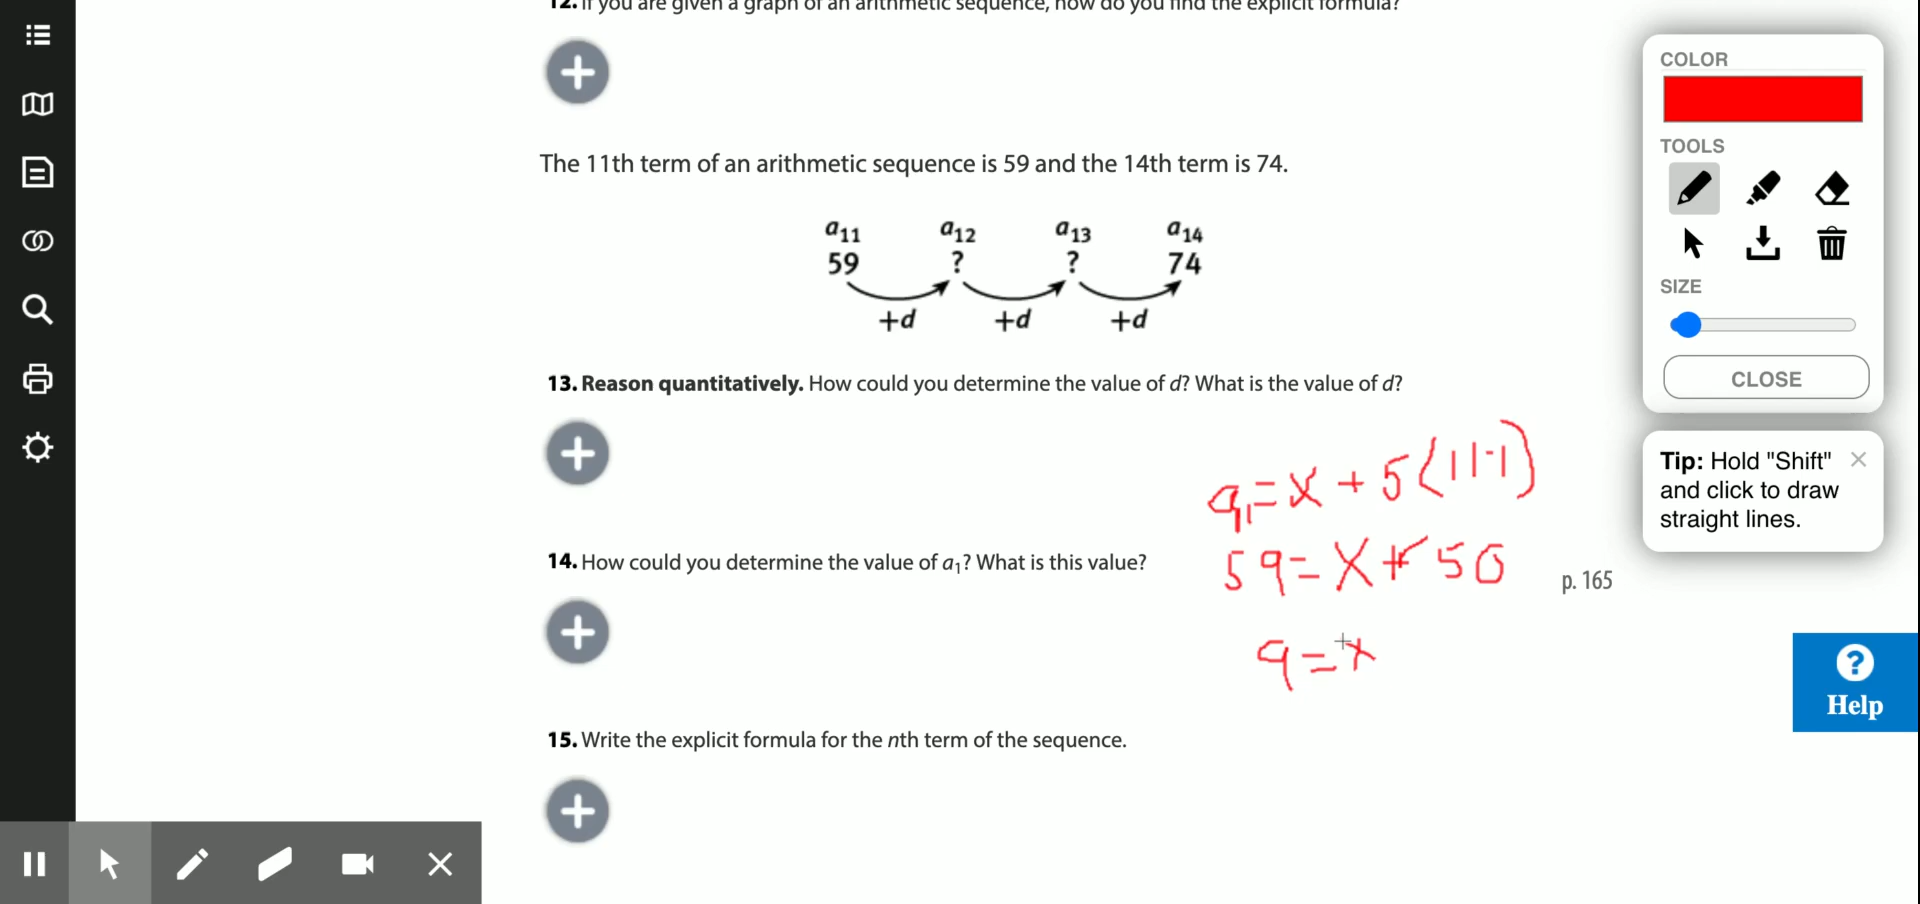 12. If you are given a graph of an arithmetic sequence, how do you find the explicit formula?
The 11th term of an arithmetic sequence is 59 and the 14th term is 74.
a11 a12 a13 a14
59 ? ? 74
+d +d +d
13. Reason quantitatively. How could you determine the value of d? What is the value of d?
a1=x+5(11-1)
14. How could you determine the value of a1? What is this value?
59=x+50
p. 165
9=x
15. Write the explicit formula for the nth term of the sequence.
COLOR
TOOLS
SIZE
CLOSE
Tip: Hold "Shift"
and click to draw
straight lines.
?
Help